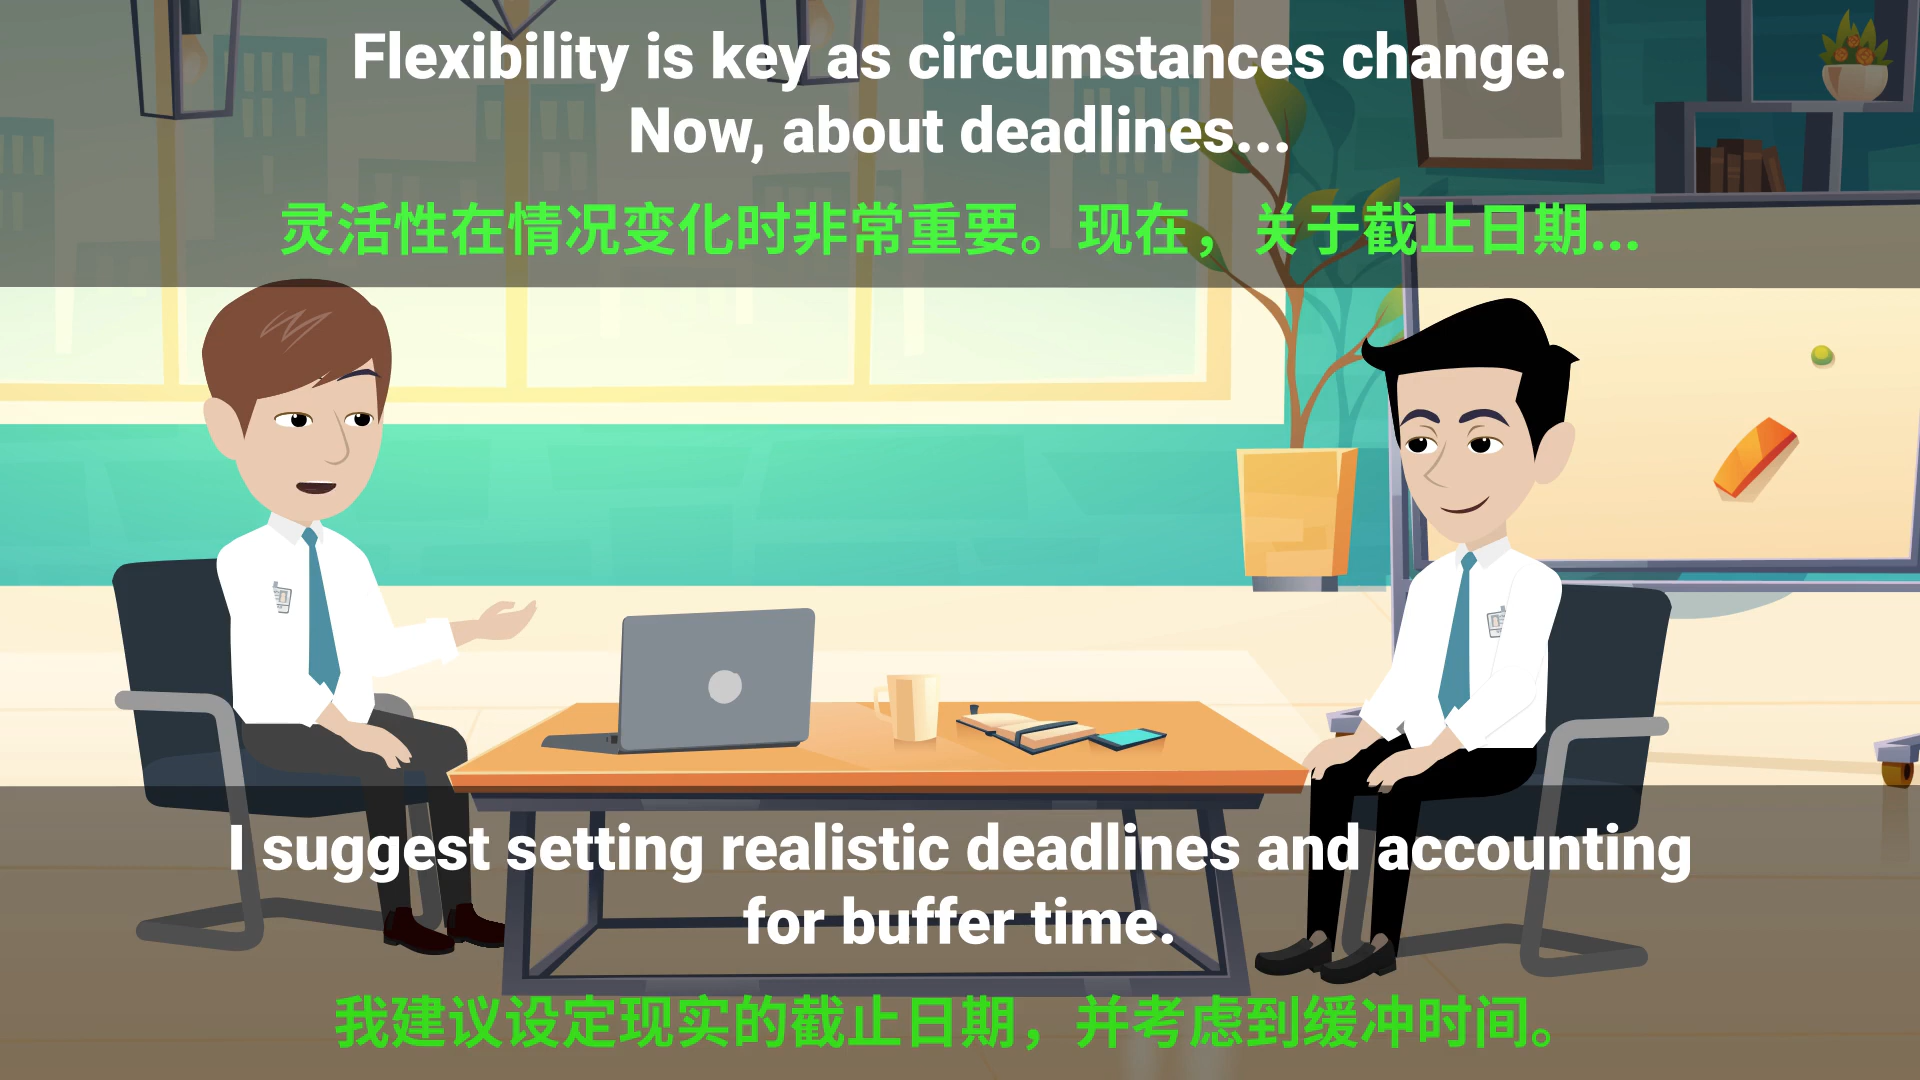 Flexibility is key as circumstances change.
Now, about deadlines...
灵活性在情况变化时非常重要。现在，关于截止日期...
I suggest setting realistic deadlines and accounting
for buffer time.
我建议设定现实的截止日期，并考虑到缓冲时间。